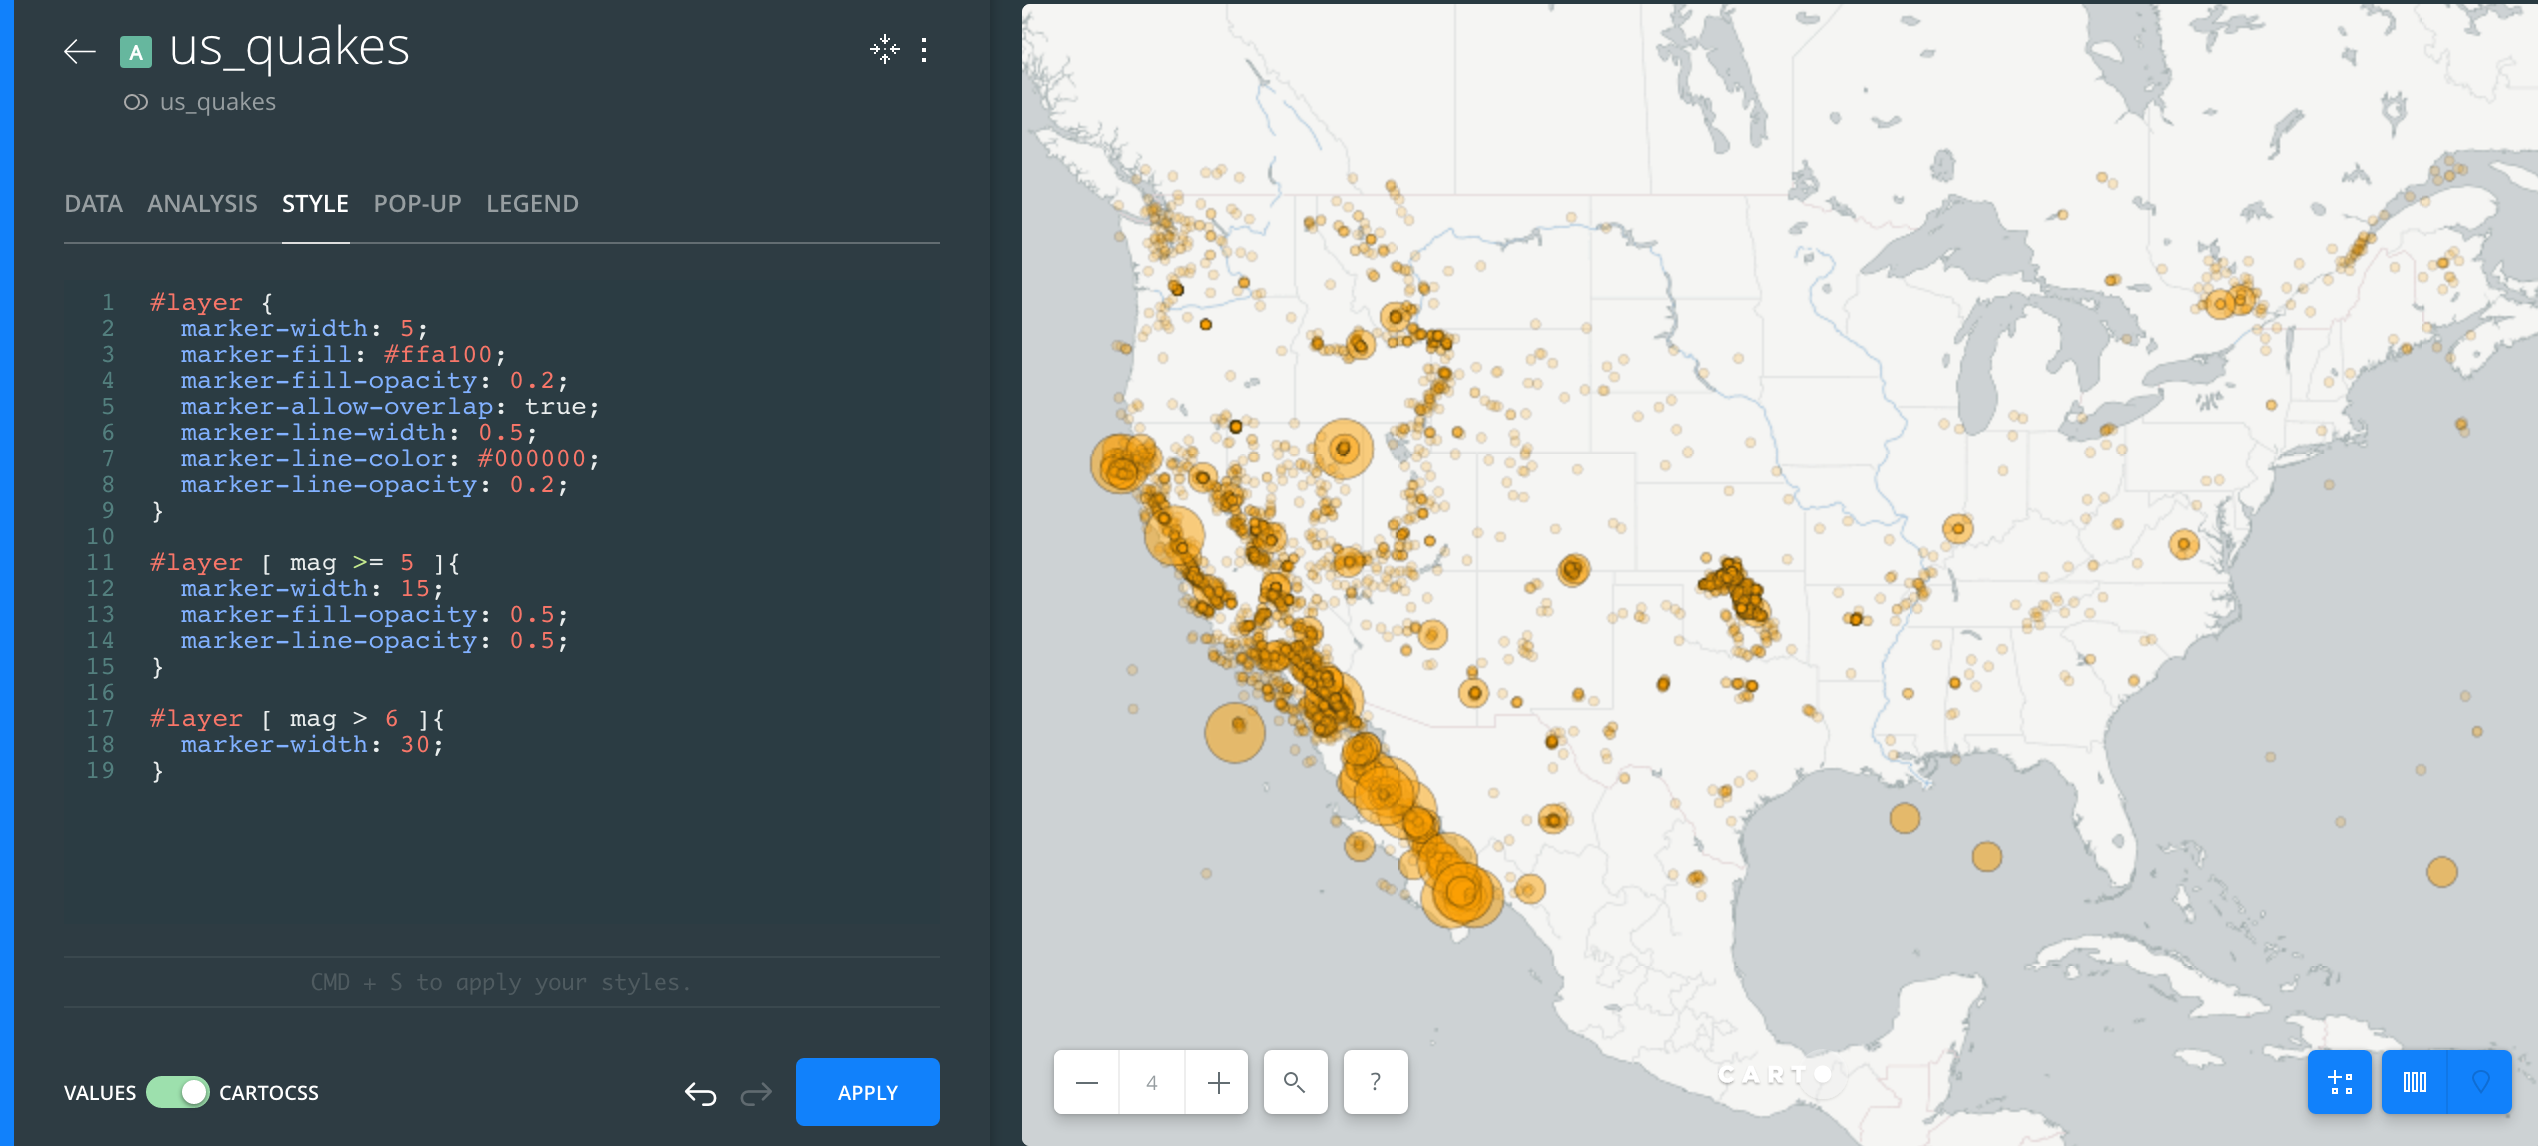 A us_quakes
us_quakes
DATA ANALYSIS STYLE POP-UP LEGEND
1 #layer {
2 marker-width: 5;
3 marker-fill: #ffa100;
4 marker-fill-opacity: 0.2;
5 marker-allow-overlap: true;
6 marker-line-width: 0.5;
7 marker-line-color: #000000;
8 marker-line-opacity: 0.2;
9 }
10
11 #layer [ mag >= 5 ]{
12 marker-width: 15;
13 marker-fill-opacity: 0.5;
14 marker-line-opacity: 0.5;
15 }
16
17 #layer [ mag > 6 ]{
18 marker-width: 30;
19 }
CMD + S to apply your styles.
VALUES CARTOCSS
APPLY
4
?
CARTO